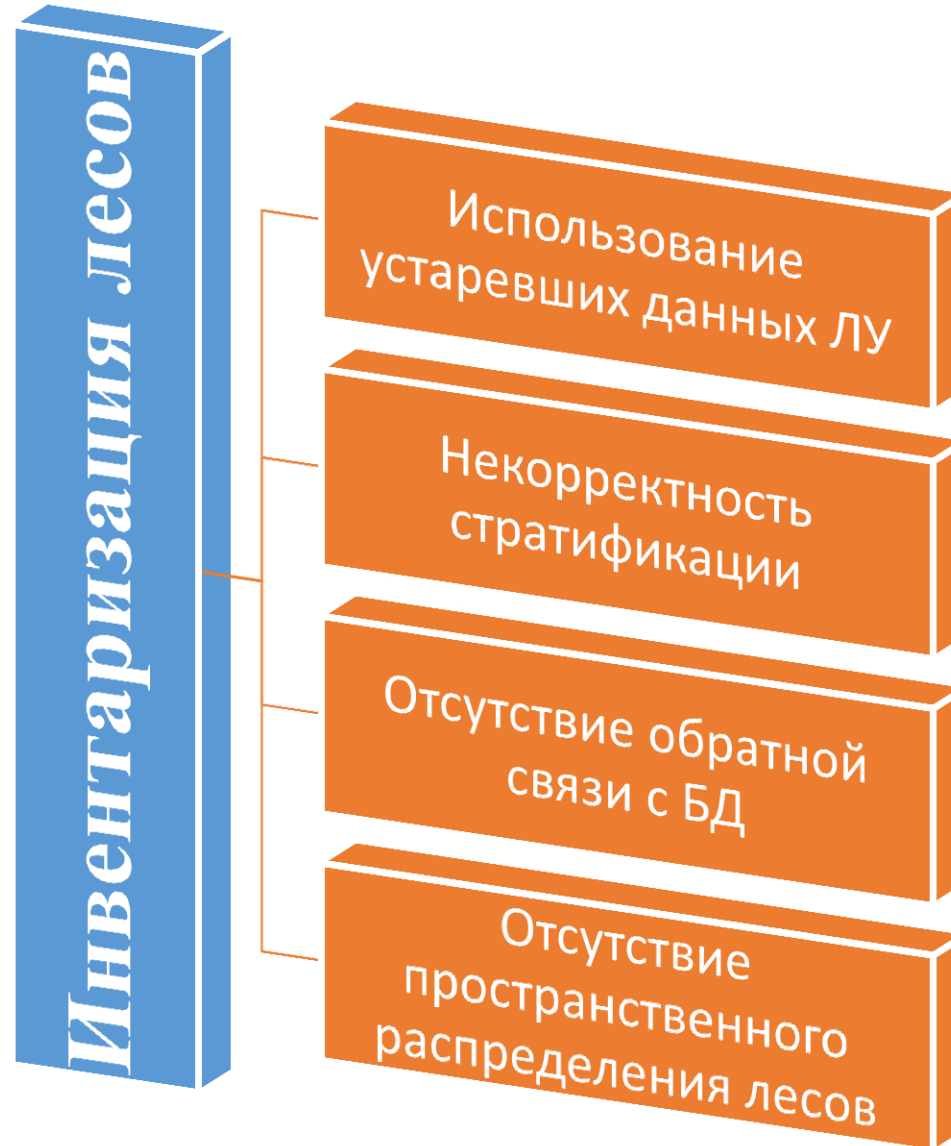 Инвентаризация лесов
Использование
устаревших данных ЛУ
Некорректность
стратификации
Отсутствие обратной
связи с БД
Отсутствие
пространственного
распределения лесов